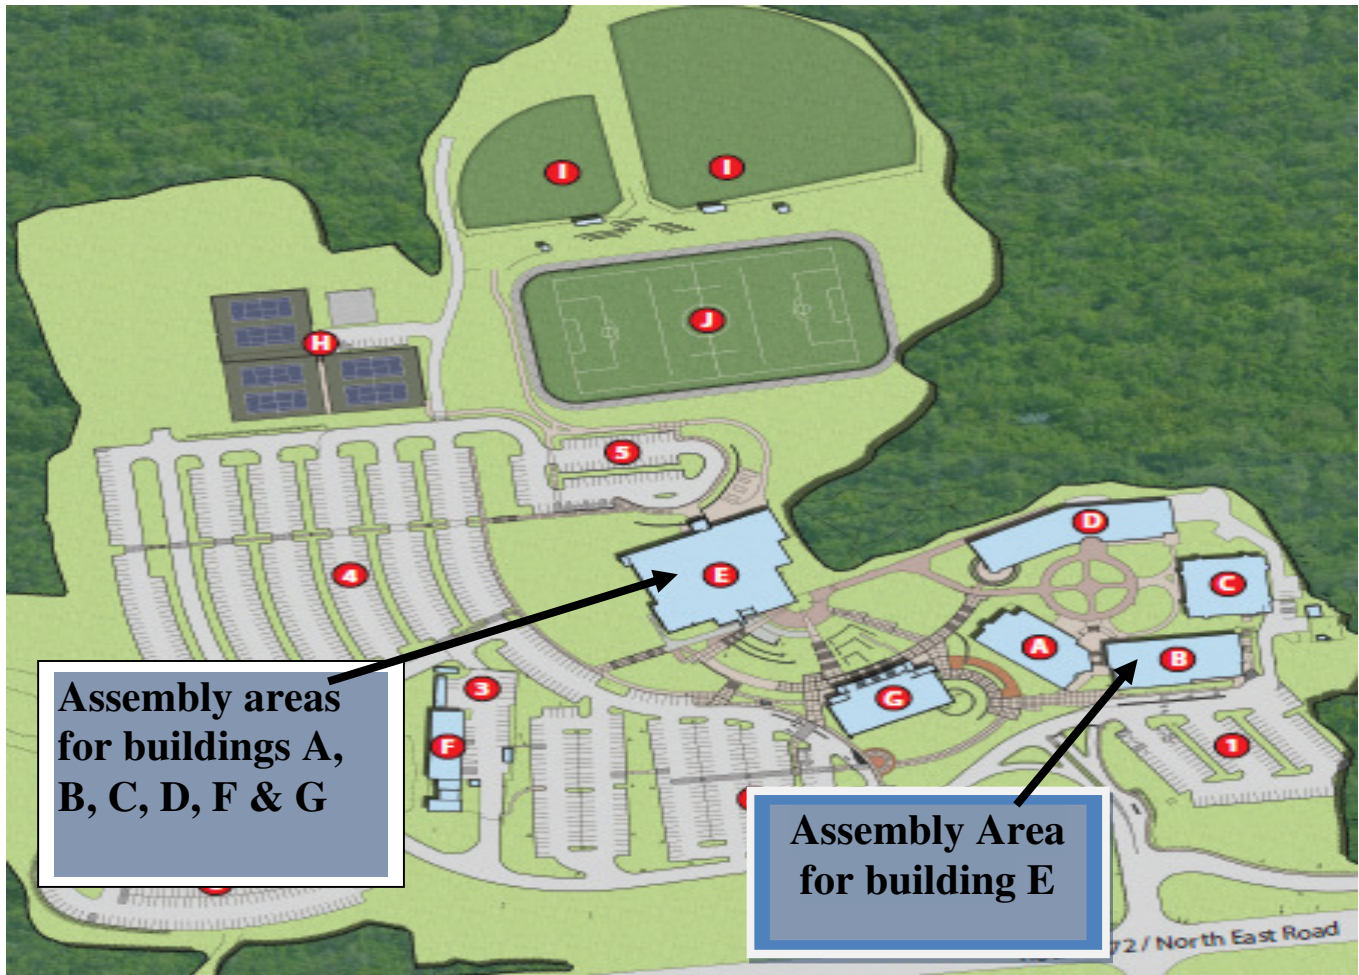 I
I
J
H
5
D
4
E
C
A
B
3
G
F
1
Assembly areas
for buildings A,
B, C, D, F & G
Assembly Area
for building E
72 / North East Road